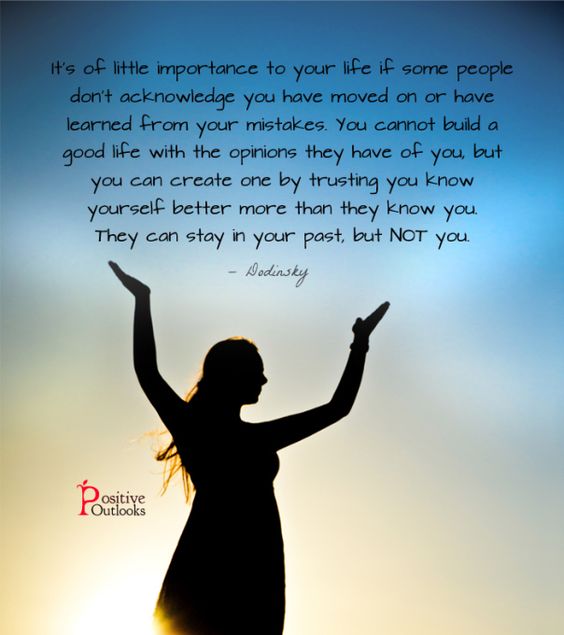 It's of little importance to your life if some people
don't acknowledge you have moved on or have
learned from your mistakes. You cannot build a
good life with the opinions they have of you, but
you can create one by trusting you know
yourself better more than they know you.
They can stay in your past, but NOT you.
– Dodinsky
Positive
Outlooks